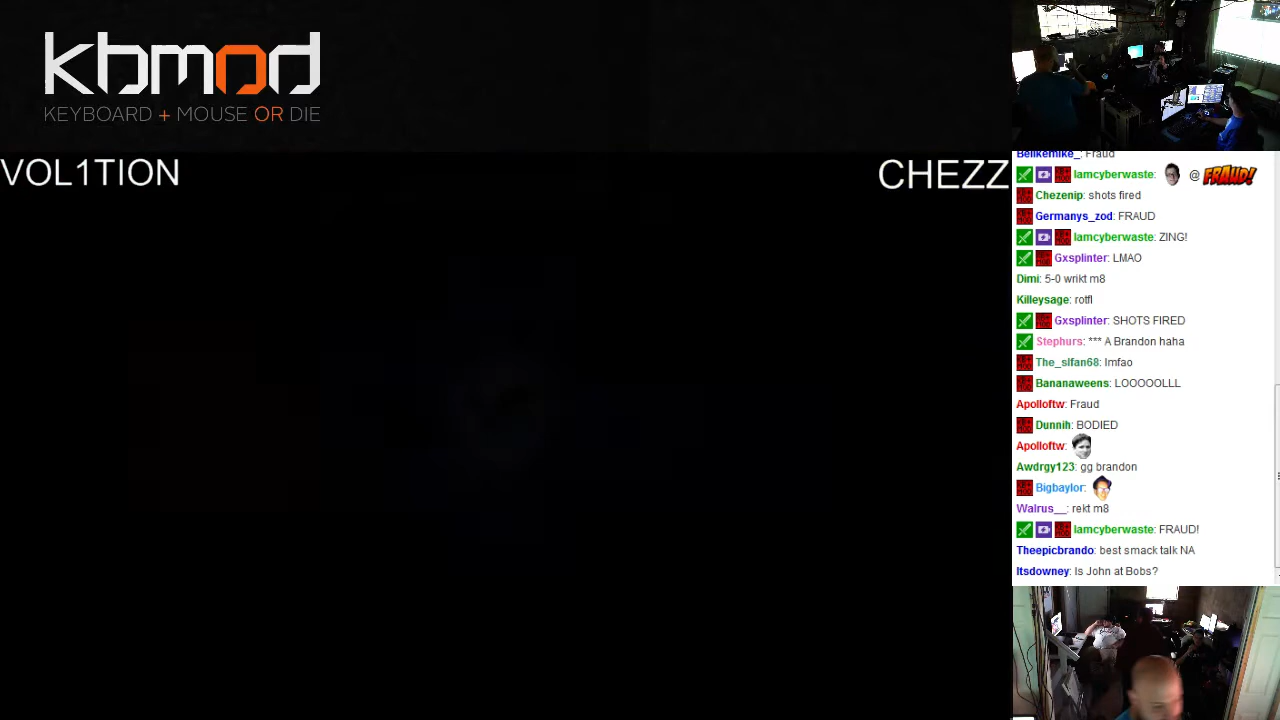 kbmod
KEYBOARD + MOUSE OR DIE
VOL1TION
CHEZZ
Belikemike_: Fraud
Iamcyberwaste: @ FRAUD!
Chezenip: shots fired
Germanys_zod: FRAUD
Iamcyberwaste: ZING!
Gxsplinter: LMAO
Dimi: 5-0 wrikt m8
Killeysage: rotfl
Gxsplinter: SHOTS FIRED
Stephurs: *** A Brandon haha
The_slfan68: lmfao
Bananaweens: LOOOOOLLL
Apolloftw: Fraud
Dunnih: BODIED
Apolloftw:
Awdrgy123: gg brandon
Bigbaylor:
Walrus__: rekt m8
Iamcyberwaste: FRAUD!
Theepicbrando: best smack talk NA
Itsdowney: Is John at Bobs?